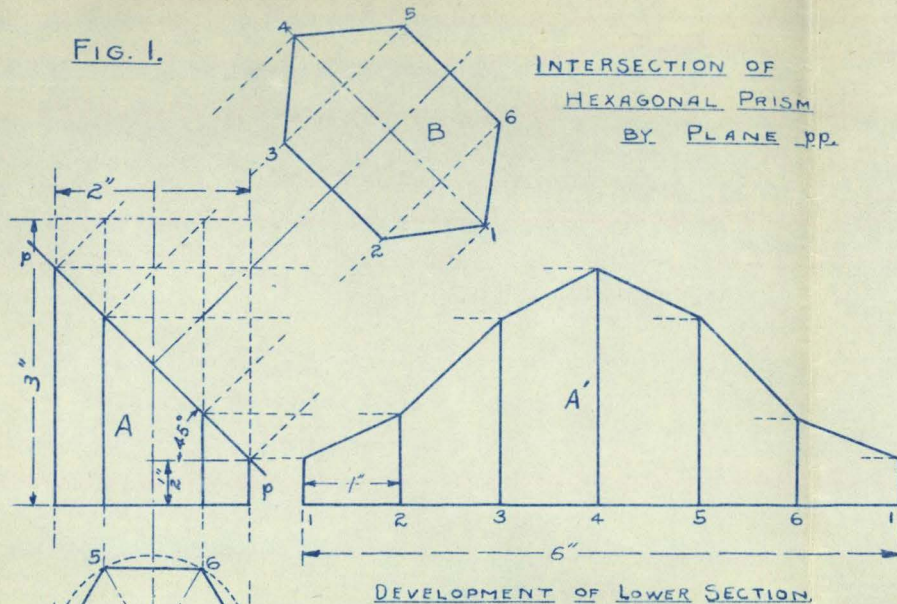 FIG. 1.
INTERSECTION OF
HEXAGONAL PRISM
BY PLANE pp.
4
5
B
6
3
2
1
2"
p
3"
A
45°
1/2"
p
A'
1"
1
2
3
4
5
6
1
6"
5
6
DEVELOPMENT OF LOWER SECTION.